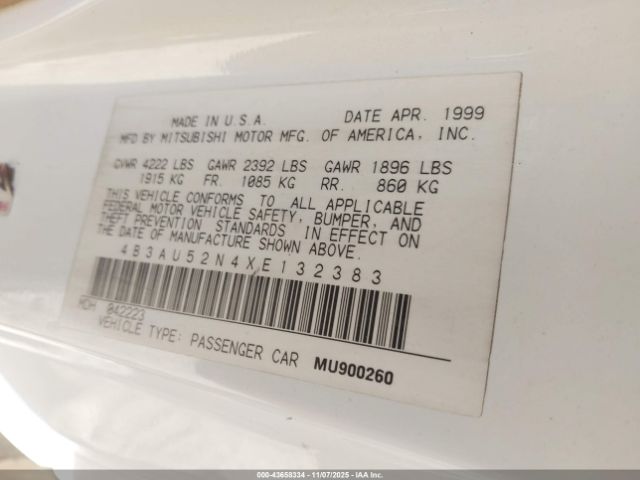 MADE IN U.S.A. DATE APR. 1999
MFD BY MITSUBISHI MOTOR MFG. OF AMERICA, INC.
GVWR 4222 LBS GAWR 2392 LBS GAWR 1896 LBS
1915 KG FR. 1085 KG RR. 860 KG
THIS VEHICLE CONFORMS TO ALL APPLICABLE
FEDERAL MOTOR VEHICLE SAFETY, BUMPER, AND
THEFT PREVENTION STANDARDS IN EFFECT ON
THE DATE OF MANUFACTURE SHOWN ABOVE.
4B3AU52N4XE132383
MDH 042223
VEHICLE TYPE: PASSENGER CAR MU900260
000-43658334 | 11/07/2025 | IAA Inc.